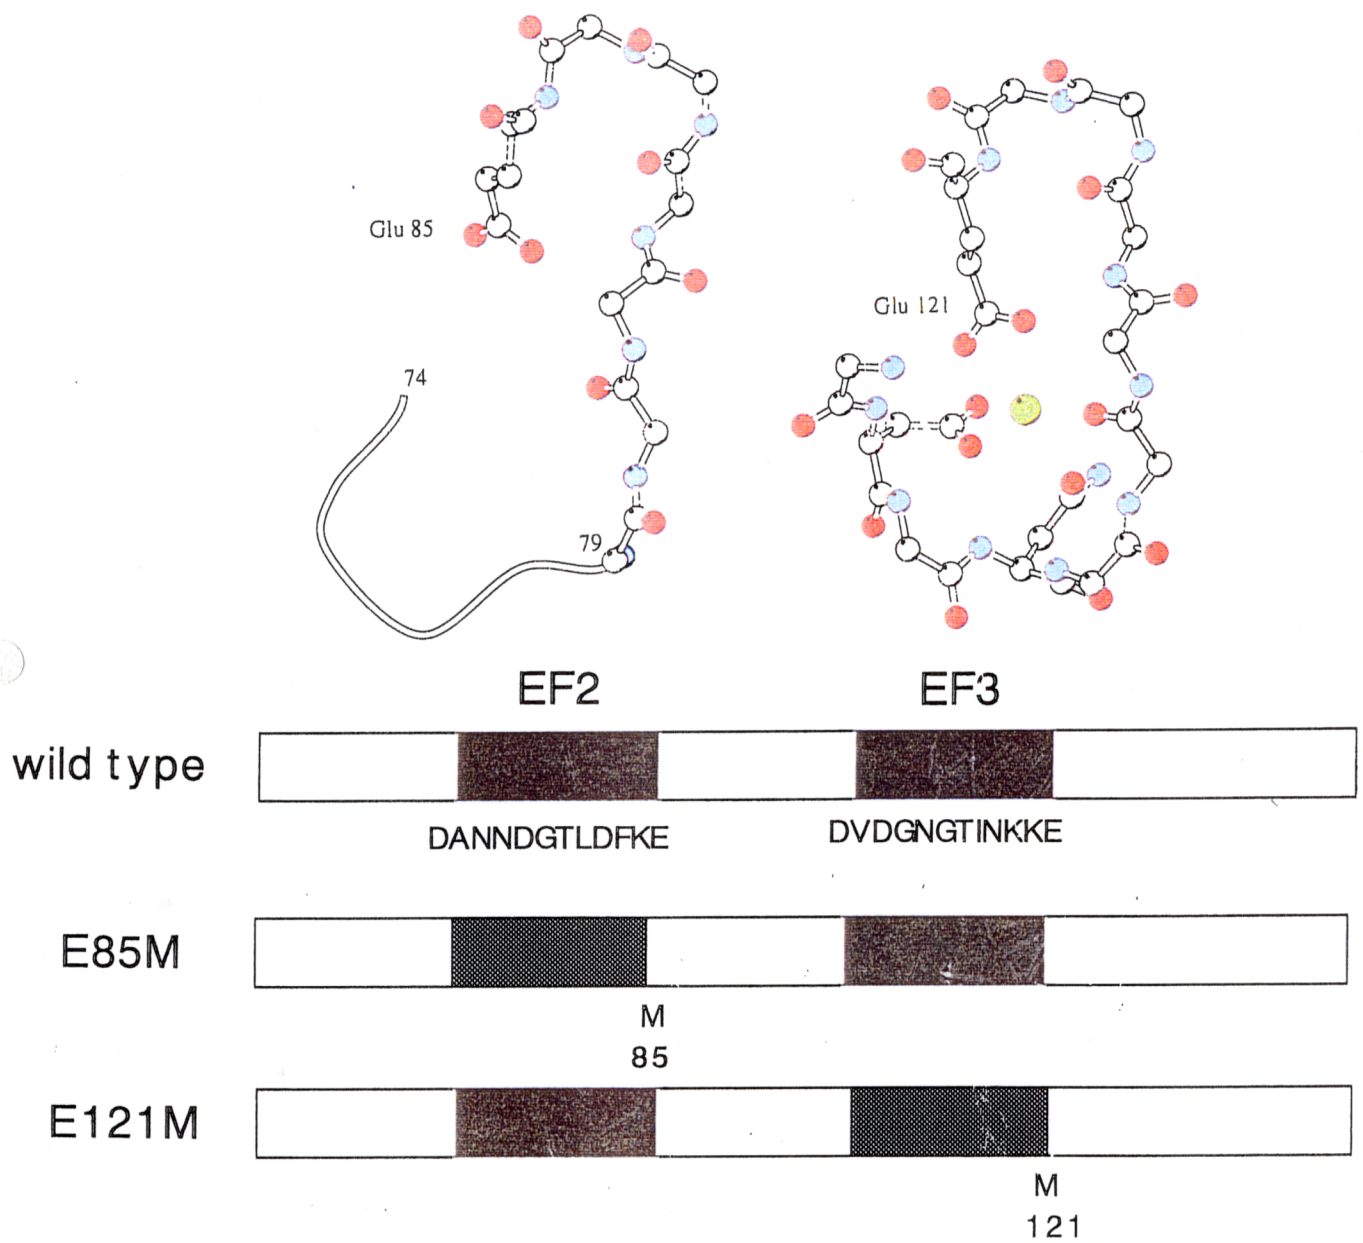 Glu 85
Glu 121
74
79
EF2 EF3
wild type
DANNDGTLDFKE DVDGNGTINKKE
E85M
M
85
E121M
M
121